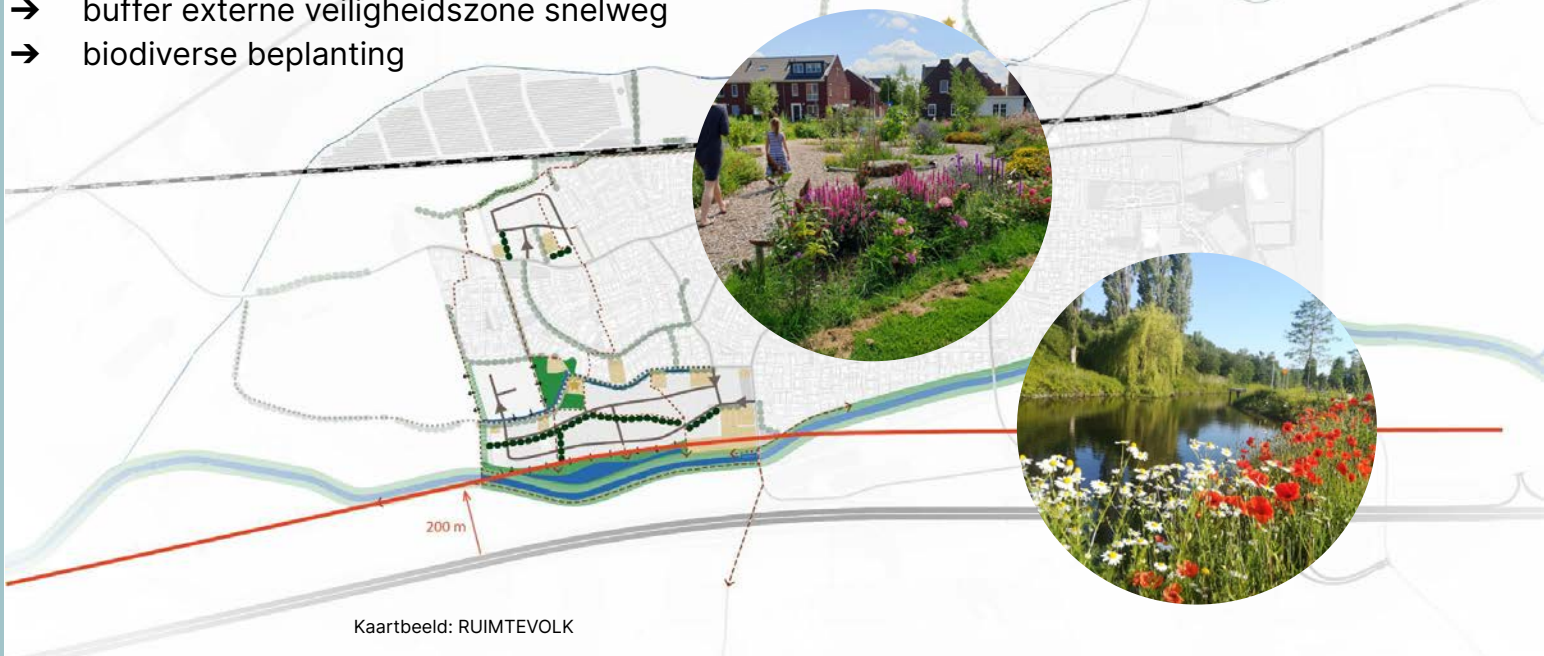 ➔ buffer externe veiligheidszone snelweg
➔ biodiverse beplanting
200 m
Kaartbeeld: RUIMTEVOLK